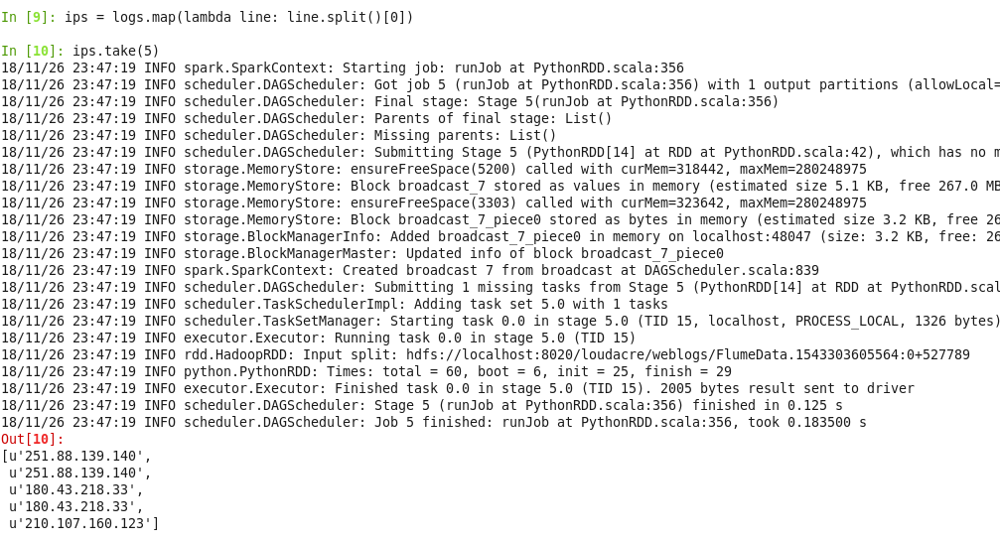 In [9]: ips = logs.map(lambda line: line.split()[0])
In [10]: ips.take(5)
18/11/26 23:47:19 INFO spark.SparkContext: Starting job: runJob at PythonRDD.scala:356
18/11/26 23:47:19 INFO scheduler.DAGScheduler: Got job 5 (runJob at PythonRDD.scala:356) with 1 output partitions (allowLocal=
18/11/26 23:47:19 INFO scheduler.DAGScheduler: Final stage: Stage 5(runJob at PythonRDD.scala:356)
18/11/26 23:47:19 INFO scheduler.DAGScheduler: Parents of final stage: List()
18/11/26 23:47:19 INFO scheduler.DAGScheduler: Missing parents: List()
18/11/26 23:47:19 INFO scheduler.DAGScheduler: Submitting Stage 5 (PythonRDD[14] at RDD at PythonRDD.scala:42), which has no m
18/11/26 23:47:19 INFO storage.MemoryStore: ensureFreeSpace(5200) called with curMem=318442, maxMem=280248975
18/11/26 23:47:19 INFO storage.MemoryStore: Block broadcast_7 stored as values in memory (estimated size 5.1 KB, free 267.0 MB
18/11/26 23:47:19 INFO storage.MemoryStore: ensureFreeSpace(3303) called with curMem=323642, maxMem=280248975
18/11/26 23:47:19 INFO storage.MemoryStore: Block broadcast_7_piece0 stored as bytes in memory (estimated size 3.2 KB, free 26
18/11/26 23:47:19 INFO storage.BlockManagerInfo: Added broadcast_7_piece0 in memory on localhost:48047 (size: 3.2 KB, free: 26
18/11/26 23:47:19 INFO storage.BlockManagerMaster: Updated info of block broadcast_7_piece0
18/11/26 23:47:19 INFO spark.SparkContext: Created broadcast 7 from broadcast at DAGScheduler.scala:839
18/11/26 23:47:19 INFO scheduler.DAGScheduler: Submitting 1 missing tasks from Stage 5 (PythonRDD[14] at RDD at PythonRDD.scal
18/11/26 23:47:19 INFO scheduler.TaskSchedulerImpl: Adding task set 5.0 with 1 tasks
18/11/26 23:47:19 INFO scheduler.TaskSetManager: Starting task 0.0 in stage 5.0 (TID 15, localhost, PROCESS_LOCAL, 1326 bytes)
18/11/26 23:47:19 INFO executor.Executor: Running task 0.0 in stage 5.0 (TID 15)
18/11/26 23:47:19 INFO rdd.HadoopRDD: Input split: hdfs://localhost:8020/loudacre/weblogs/FlumeData.1543303605564:0+527789
18/11/26 23:47:19 INFO python.PythonRDD: Times: total = 60, boot = 6, init = 25, finish = 29
18/11/26 23:47:19 INFO executor.Executor: Finished task 0.0 in stage 5.0 (TID 15). 2005 bytes result sent to driver
18/11/26 23:47:19 INFO scheduler.DAGScheduler: Stage 5 (runJob at PythonRDD.scala:356) finished in 0.125 s
18/11/26 23:47:19 INFO scheduler.DAGScheduler: Job 5 finished: runJob at PythonRDD.scala:356, took 0.183500 s
Out[10]:
[u'251.88.139.140',
 u'251.88.139.140',
 u'180.43.218.33',
 u'180.43.218.33',
 u'210.107.160.123']